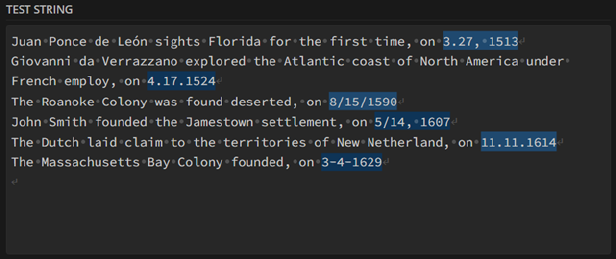 TEST STRING
Juan Ponce de León sights Florida for the first time, on 3.27, 1513
Giovanni da Verrazzano explored the Atlantic coast of North America under
French employ, on 4.17.1524
The Roanoke Colony was found deserted, on 8/15/1590
John Smith founded the Jamestown settlement, on 5/14, 1607
The Dutch laid claim to the territories of New Netherland, on 11.11.1614
The Massachusetts Bay Colony founded, on 3-4-1629